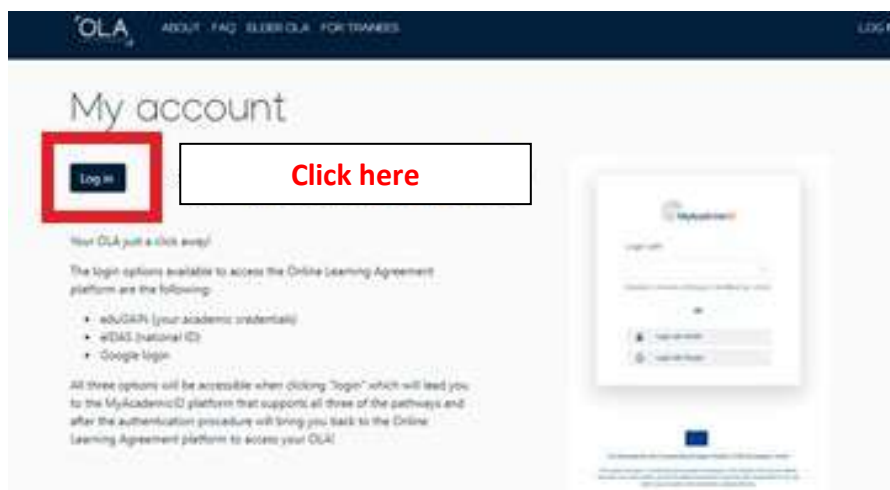 OLA ABOUT FAQ ELDER OLA FOR TRAINEES LOG
My account
Log in
Click here
Your OLA just a click away!
The login options available to access the Online Learning Agreement
platform are the following:
eduGAIN (your academic credentials)
eIDAS (national ID)
Google login
All three options will be accessible when clicking "login" which will lead you
to the MyAcademicID platform that supports all three of the pathways and
after the authentication procedure will bring you back to the Online
Learning Agreement platform to access your OLA!
MyAcademicID